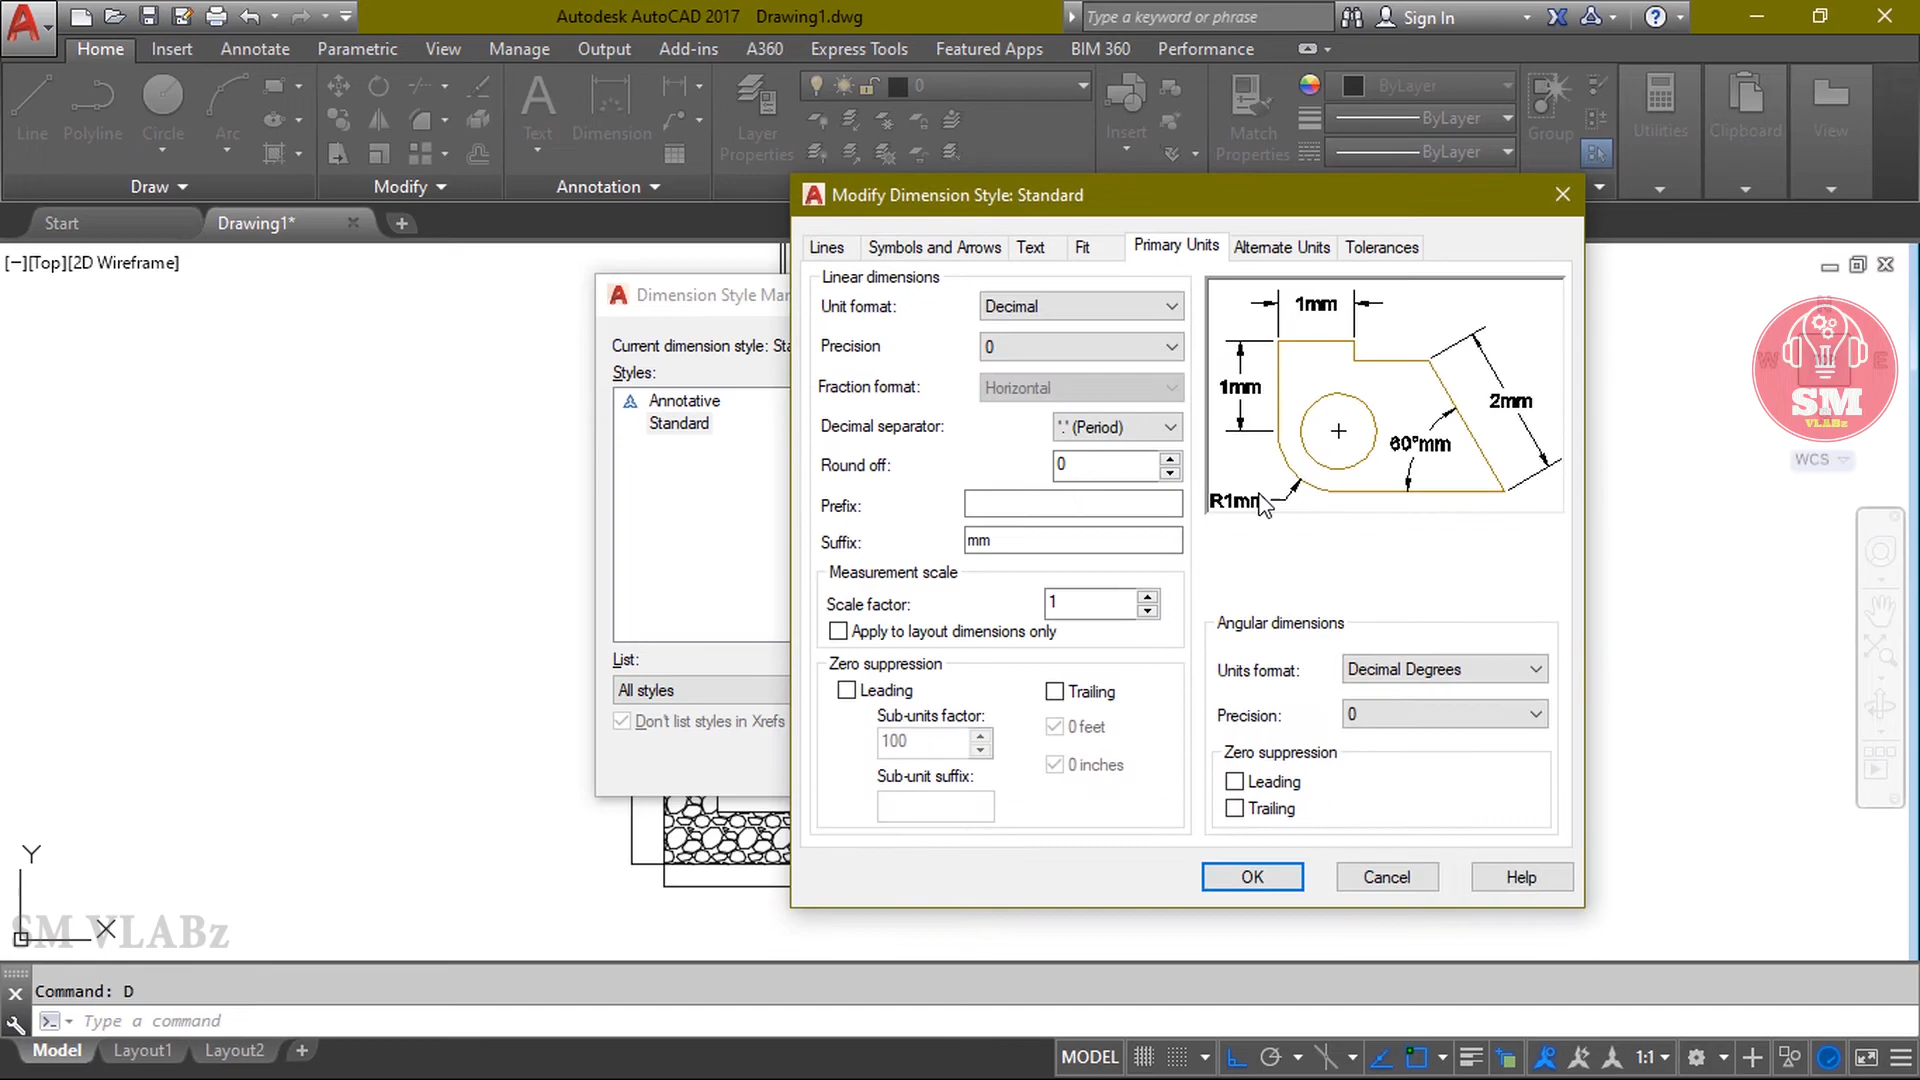 Autodesk AutoCAD 2017 Drawing1.dwg
Type a keyword or phrase
Sign In
Home Insert Annotate Parametric View Manage Output Add-ins A360 Express Tools Featured Apps BIM 360 Performance
Line Polyline Circle Arc
Draw
Modify
Text Dimension
Annotation
Layer
Properties
0
Insert
Match
Properties
ByLayer
ByLayer
ByLayer
Group
Utilities
Clipboard
View
Start
Drawing1*
[−][Top][2D Wireframe]
Dimension Style Mar
Current dimension style: Sta
Styles:
Annotative
Standard
List:
All styles
Don't list styles in Xrefs
Modify Dimension Style: Standard
Lines Symbols and Arrows Text Fit Primary Units Alternate Units Tolerances
Linear dimensions
Unit format: Decimal
Precision 0
Fraction format: Horizontal
Decimal separator: '.' (Period)
Round off: 0
Prefix:
Suffix: mm
Measurement scale
Scale factor: 1
Apply to layout dimensions only
Zero suppression
Leading
Trailing
Sub-units factor:
100
0 feet
0 inches
Sub-unit suffix:
1mm
1mm
2mm
60°mm
R1mm
Angular dimensions
Units format: Decimal Degrees
Precision: 0
Zero suppression
Leading
Trailing
OK Cancel Help
SM
VLABz
W E
WCS
Y
X
SM VLABz
Command: D
Type a command
Model Layout1 Layout2
MODEL
1:1